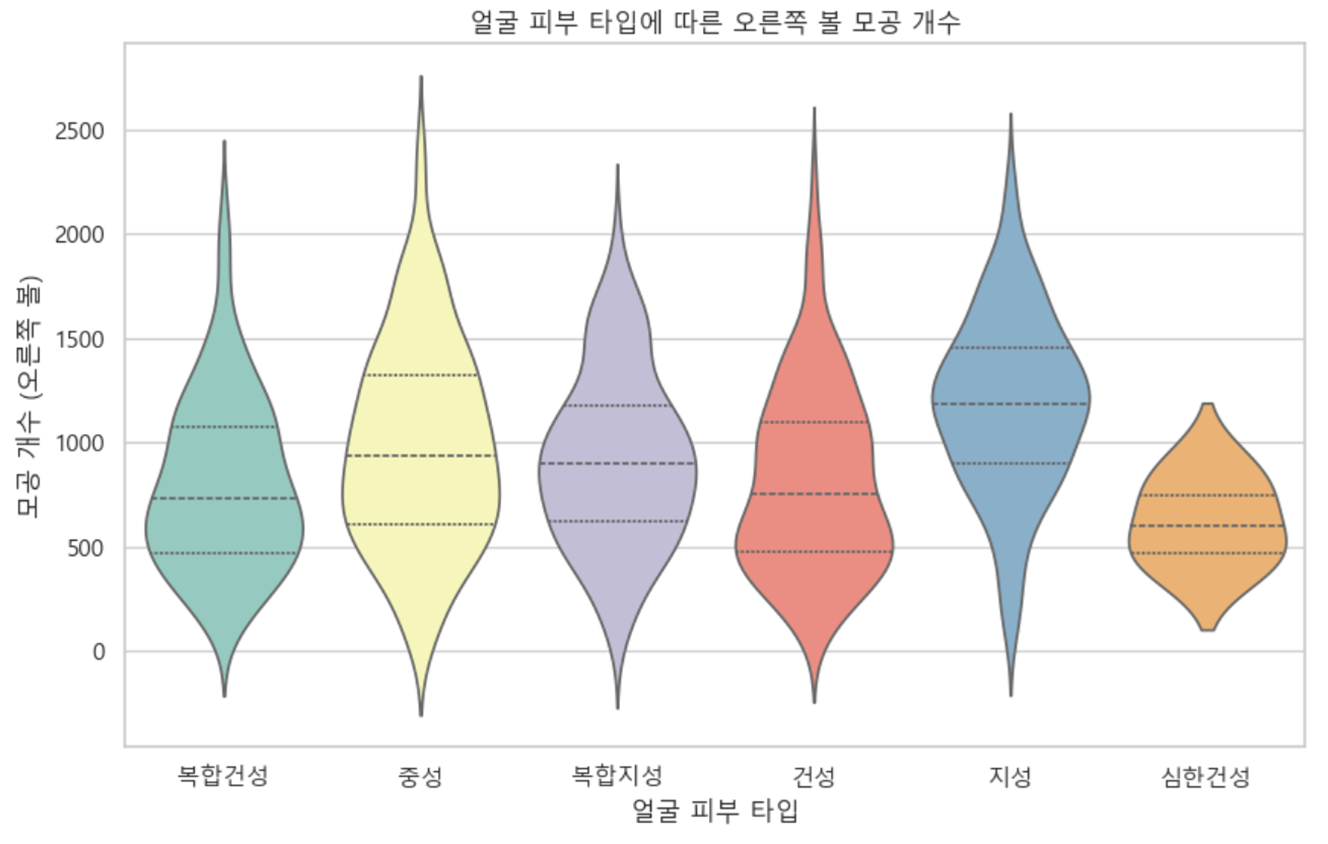 얼굴 피부 타입에 따른 오른쪽 볼 모공 개수
모공 개수 (오른쪽 볼)
2500
2000
1500
1000
500
0
복합건성 중성 복합지성 건성 지성 심한건성
얼굴 피부 타입